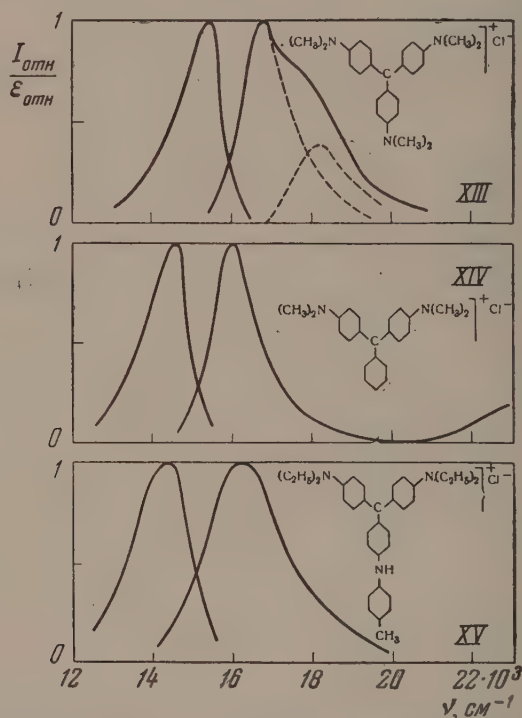 1
I отн
ε отн
0
(CH₃)₂N
N(CH₃)₂
C
N(CH₃)₂
+
Cl⁻
XIII
1
0
(CH₃)₂N
N(CH₃)₂
C
+
Cl⁻
XIV
1
0
(C₂H₅)₂N
N(C₂H₅)₂
C
+
Cl⁻
NH
CH₃
XV
12 14 16 18 20 22·10³
ν, см⁻¹